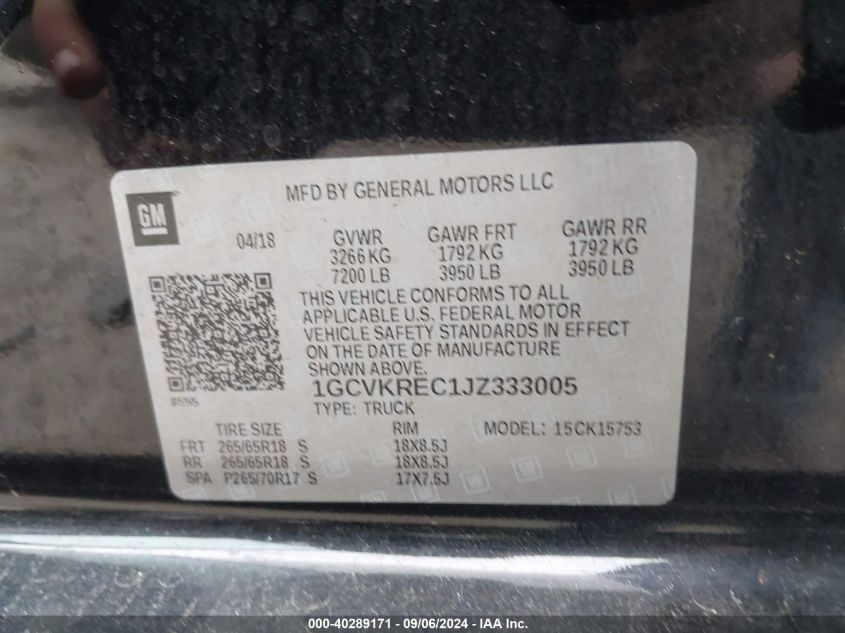 MFD BY GENERAL MOTORS LLC
GM
04/18 GVWR GAWR FRT GAWR RR
3266 KG 1792 KG 1792 KG
7200 LB 3950 LB 3950 LB
THIS VEHICLE CONFORMS TO ALL
APPLICABLE U.S. FEDERAL MOTOR
VEHICLE SAFETY STANDARDS IN EFFECT
ON THE DATE OF MANUFACTURE
SHOWN ABOVE.
1GCVKREC1JZ333005
8555
TYPE: TRUCK
TIRE SIZE RIM MODEL: 15CK15753
FRT 265/65R18 S 18X8.5J
RR 265/65R18 S 18X8.5J
SPA P265/70R17 S 17X7.5J
000-40289171 - 09/06/2024 - IAA Inc.